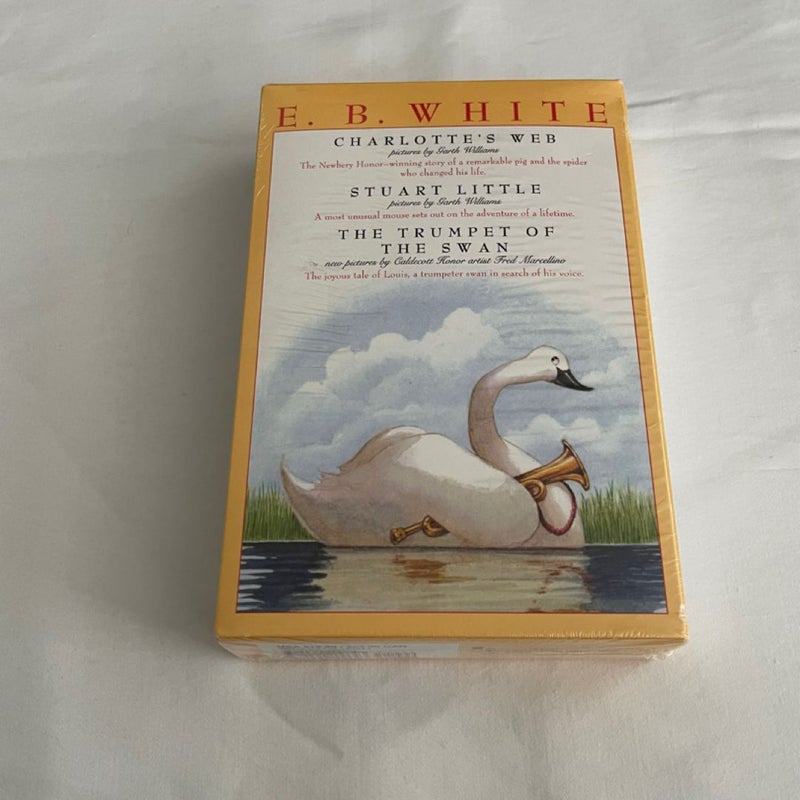 E. B. WHITE
CHARLOTTE'S WEB
pictures by Garth Williams
The Newbery Honor-winning story of a remarkable pig and the spider
who changed his life.
STUART LITTLE
pictures by Garth Williams
A most unusual mouse sets out on the adventure of a lifetime.
THE TRUMPET OF
THE SWAN
new pictures by Caldecott Honor artist Fred Marcellino
The joyous tale of Louis, a trumpeter swan in search of his voice.